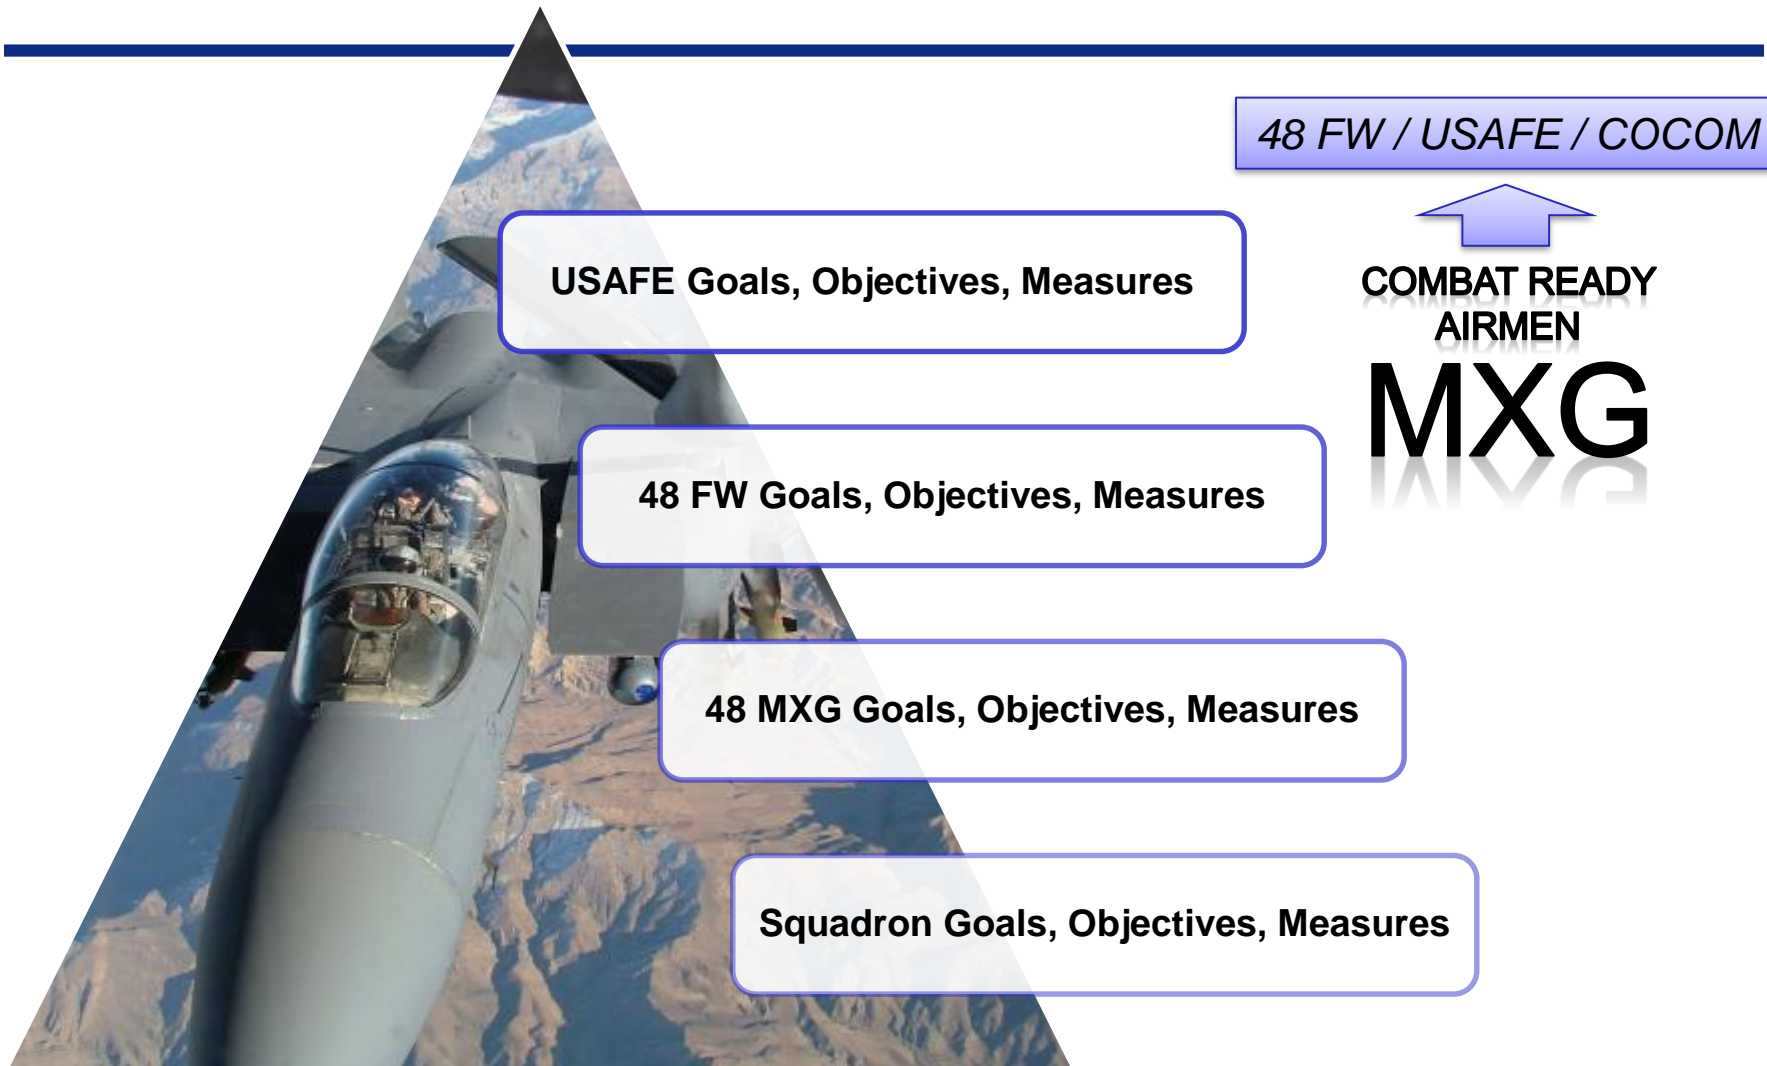 48 FW / USAFE / COCOM
USAFE Goals, Objectives, Measures
COMBAT READY
AIRMEN
MXG
48 FW Goals, Objectives, Measures
48 MXG Goals, Objectives, Measures
Squadron Goals, Objectives, Measures